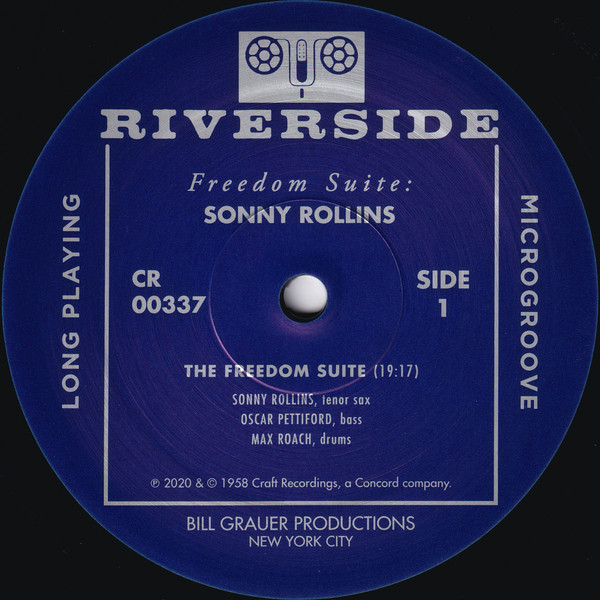 RIVERSIDE
Freedom Suite:
SONNY ROLLINS
LONG PLAYING
CR
00337
SIDE
1
MICROGROOVE
THE FREEDOM SUITE (19:17)
SONNY ROLLINS, tenor sax
OSCAR PETTIFORD, bass
MAX ROACH, drums
℗ 2020 & © 1958 Craft Recordings, a Concord company.
BILL GRAUER PRODUCTIONS
NEW YORK CITY